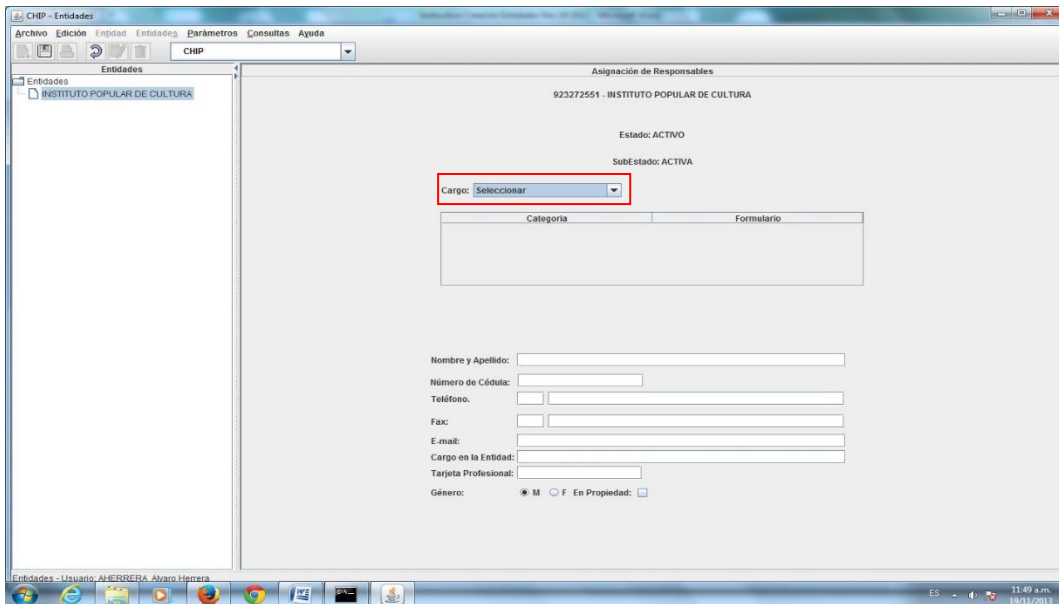 CHIP - Entidades
Archivo Edición Entidad Entidades Parámetros Consultas Ayuda
CHIP
Entidades
Entidades
INSTITUTO POPULAR DE CULTURA
Asignación de Responsables
923272551 - INSTITUTO POPULAR DE CULTURA
Estado: ACTIVO
SubEstado: ACTIVA
Cargo: Seleccionar
Categoria Formulario
Nombre y Apellido:
Número de Cédula:
Teléfono.
Fax:
E-mail:
Cargo en la Entidad:
Tarjeta Profesional:
Género: M F En Propiedad:
Entidades - Usuario: AHERRERA Alvaro Herrera
ES 11:49 a.m.
19/11/2013